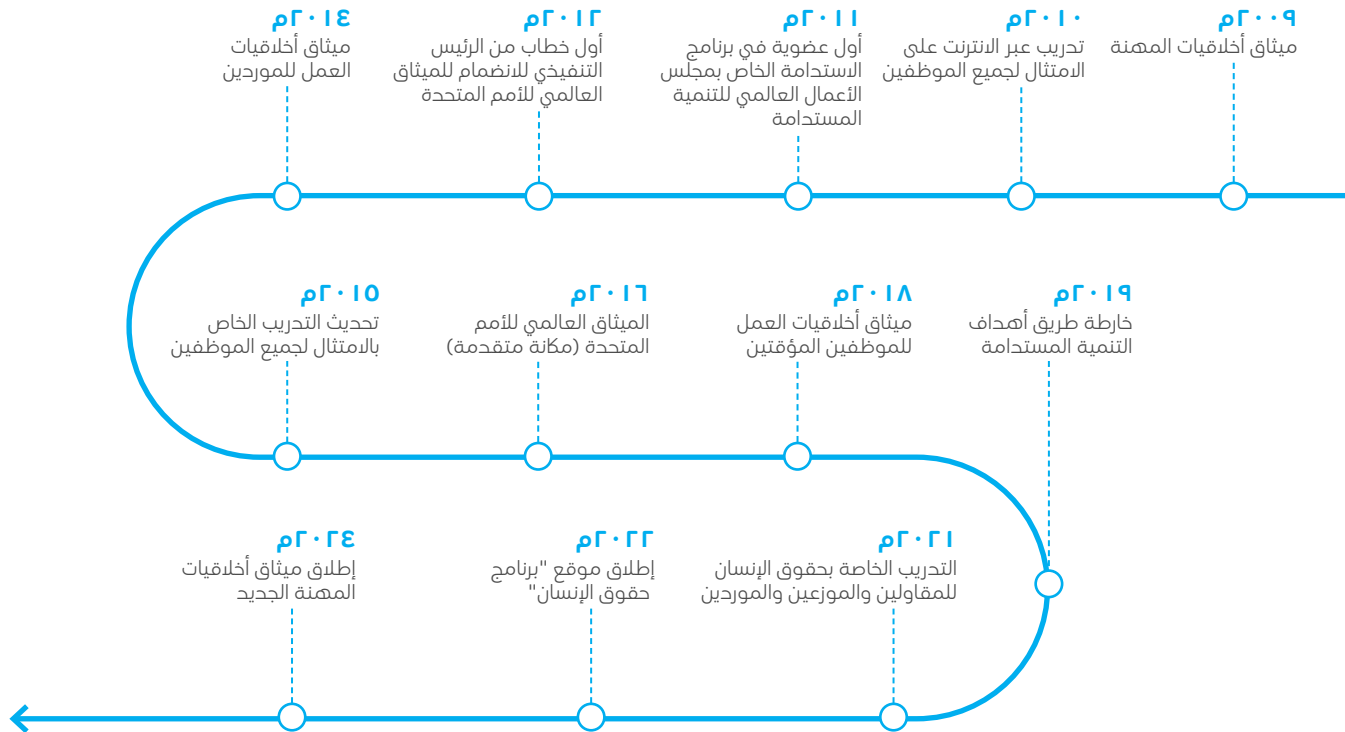 ٢٠٠٩م
ميثاق أخلاقيات المهنة
٢٠١٠م
تدريب عبر الانترنت على
الامتثال لجميع الموظفين
٢٠١١م
أول عضوية في برنامج
الاستدامة الخاص بمجلس
الأعمال العالمي للتنمية
المستدامة
٢٠١٢م
أول خطاب من الرئيس
التنفيذي للانضمام للميثاق
العالمي للأمم المتحدة
٢٠١٤م
ميثاق أخلاقيات
العمل للموردين
٢٠١٥م
تحديث التدريب الخاص
بالامتثال لجميع الموظفين
٢٠١٦م
الميثاق العالمي للأمم
المتحدة (مكانة متقدمة)
٢٠١٨م
ميثاق أخلاقيات العمل
للموظفين المؤقتين
٢٠١٩م
خارطة طريق أهداف
التنمية المستدامة
٢٠٢١م
التدريب الخاصة بحقوق الإنسان
للمقاولين والموزعين والموردين
٢٠٢٢م
إطلاق موقع "برنامج
حقوق الإنسان"
٢٠٢٤م
إطلاق ميثاق أخلاقيات
المهنة الجديد